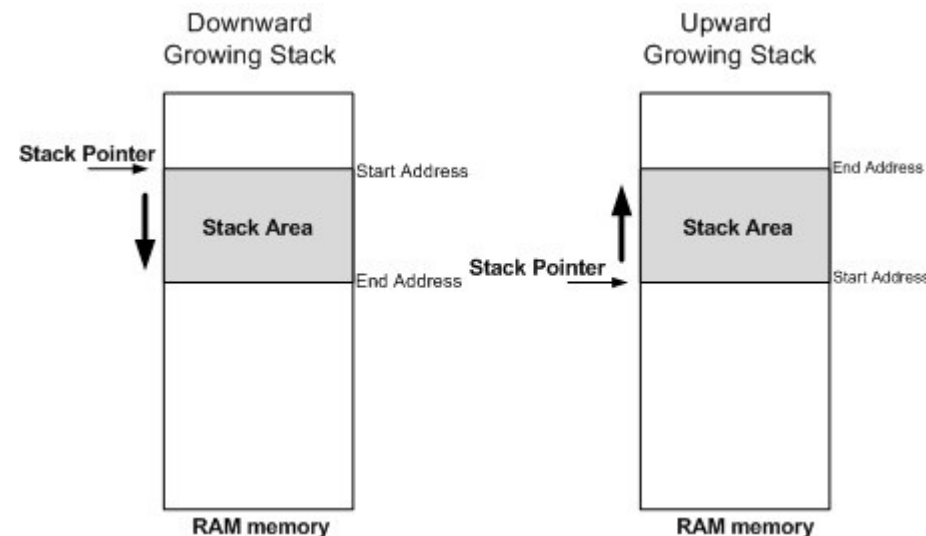 Downward
Growing Stack
Stack Pointer
Start Address
Stack Area
End Address
RAM memory
Upward
Growing Stack
End Address
Stack Area
Stack Pointer
Start Address
RAM memory